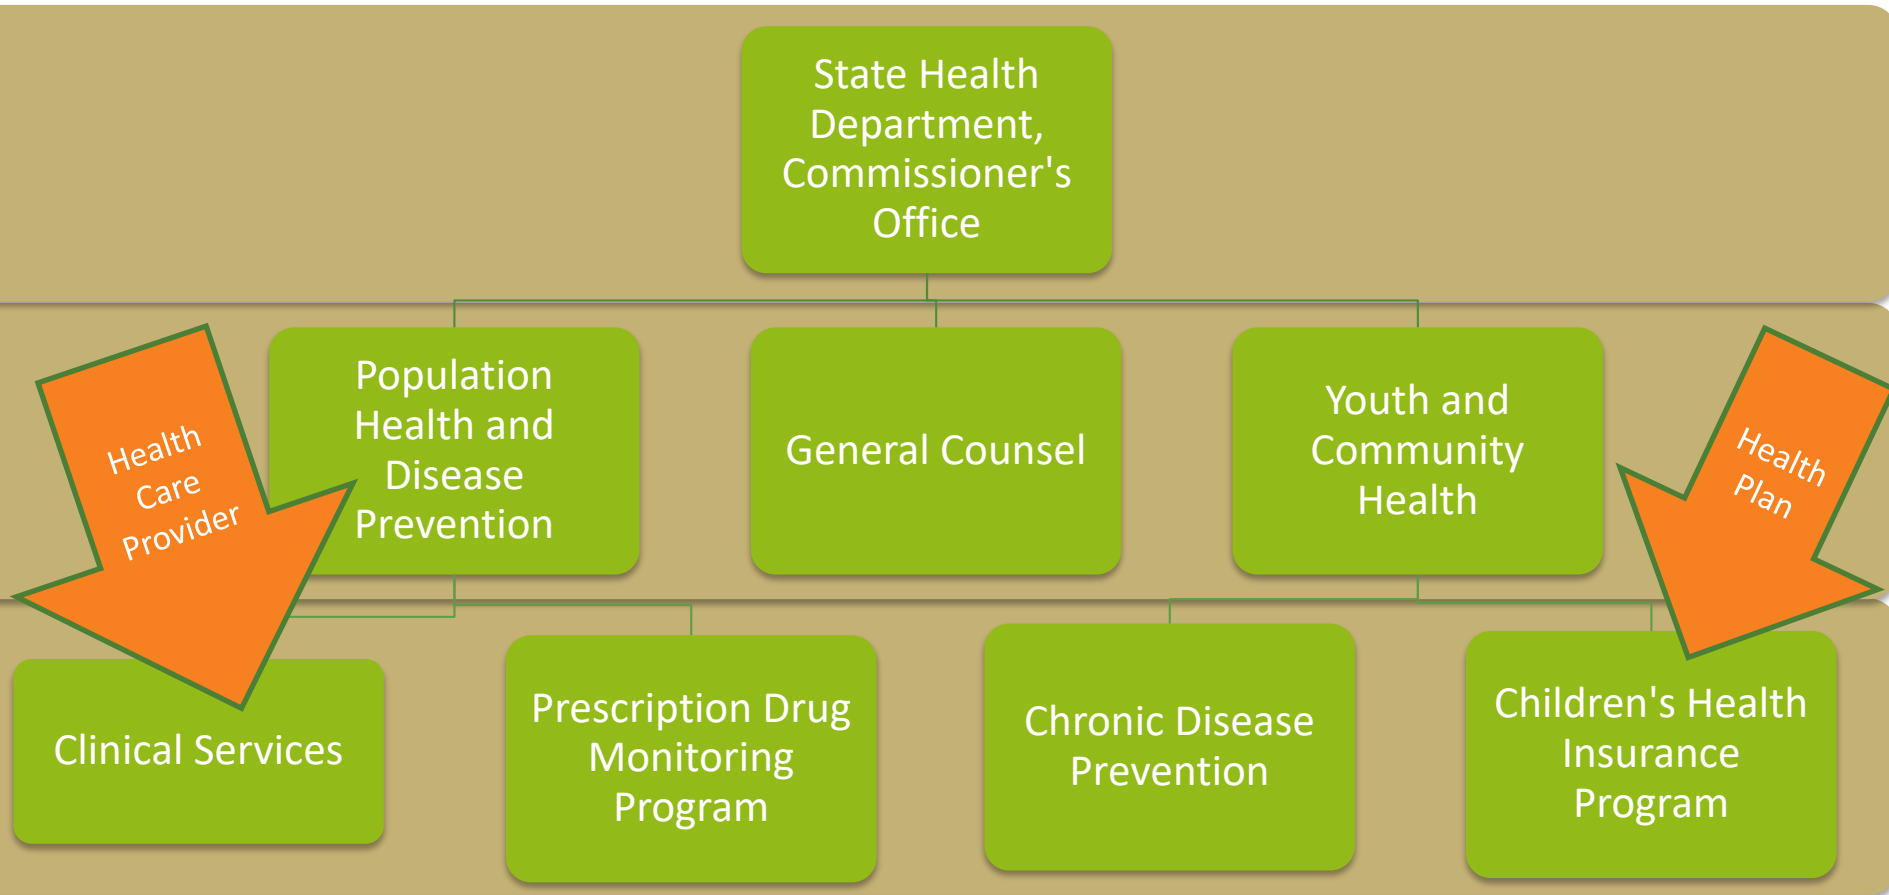 State Health
Department,
Commissioner's
Office
Health
Care
Provider
Population
Health and
Disease
Prevention
General Counsel
Youth and
Community
Health
Health
Plan
Clinical Services
Prescription Drug
Monitoring
Program
Chronic Disease
Prevention
Children's Health
Insurance
Program